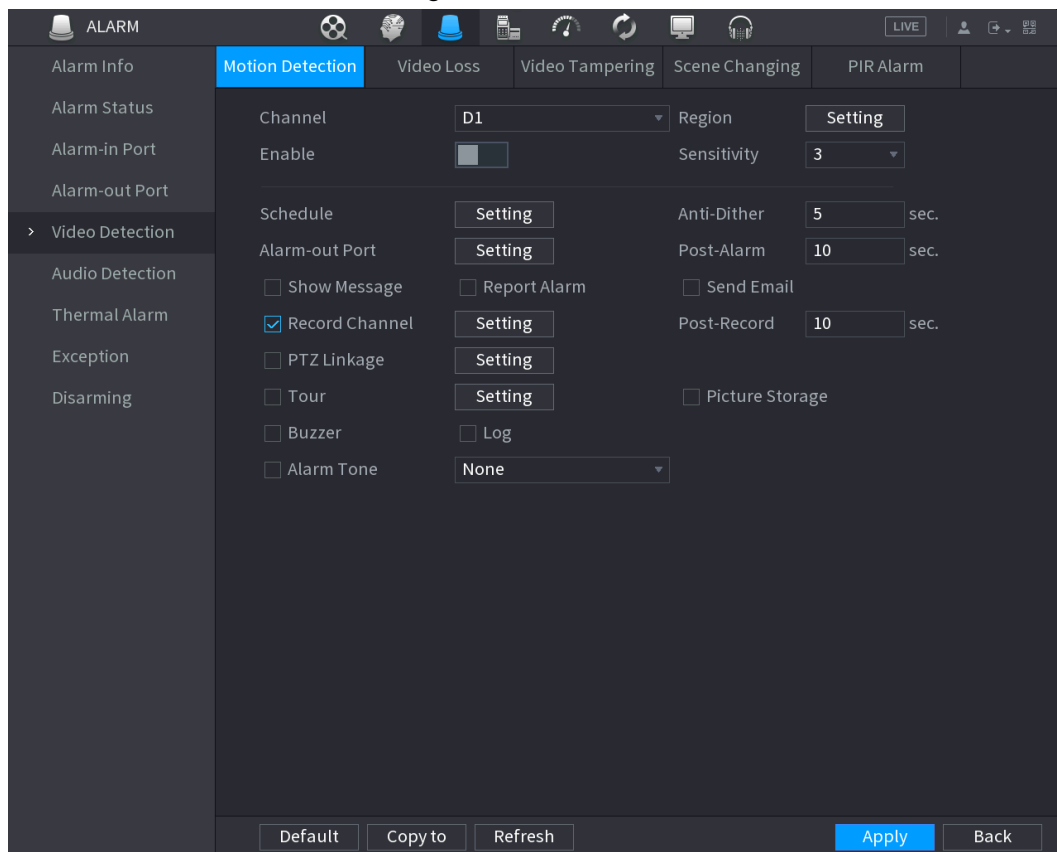 ALARM LIVE
Alarm Info
Alarm Status
Alarm-in Port
Alarm-out Port
> Video Detection
Audio Detection
Thermal Alarm
Exception
Disarming
Motion Detection Video Loss Video Tampering Scene Changing PIR Alarm
Channel D1 Region Setting
Enable Sensitivity 3
Schedule Setting Anti-Dither 5 sec.
Alarm-out Port Setting Post-Alarm 10 sec.
Show Message Report Alarm Send Email
Record Channel Setting Post-Record 10 sec.
PTZ Linkage Setting
Tour Setting Picture Storage
Buzzer Log
Alarm Tone None
Default Copy to Refresh Apply Back